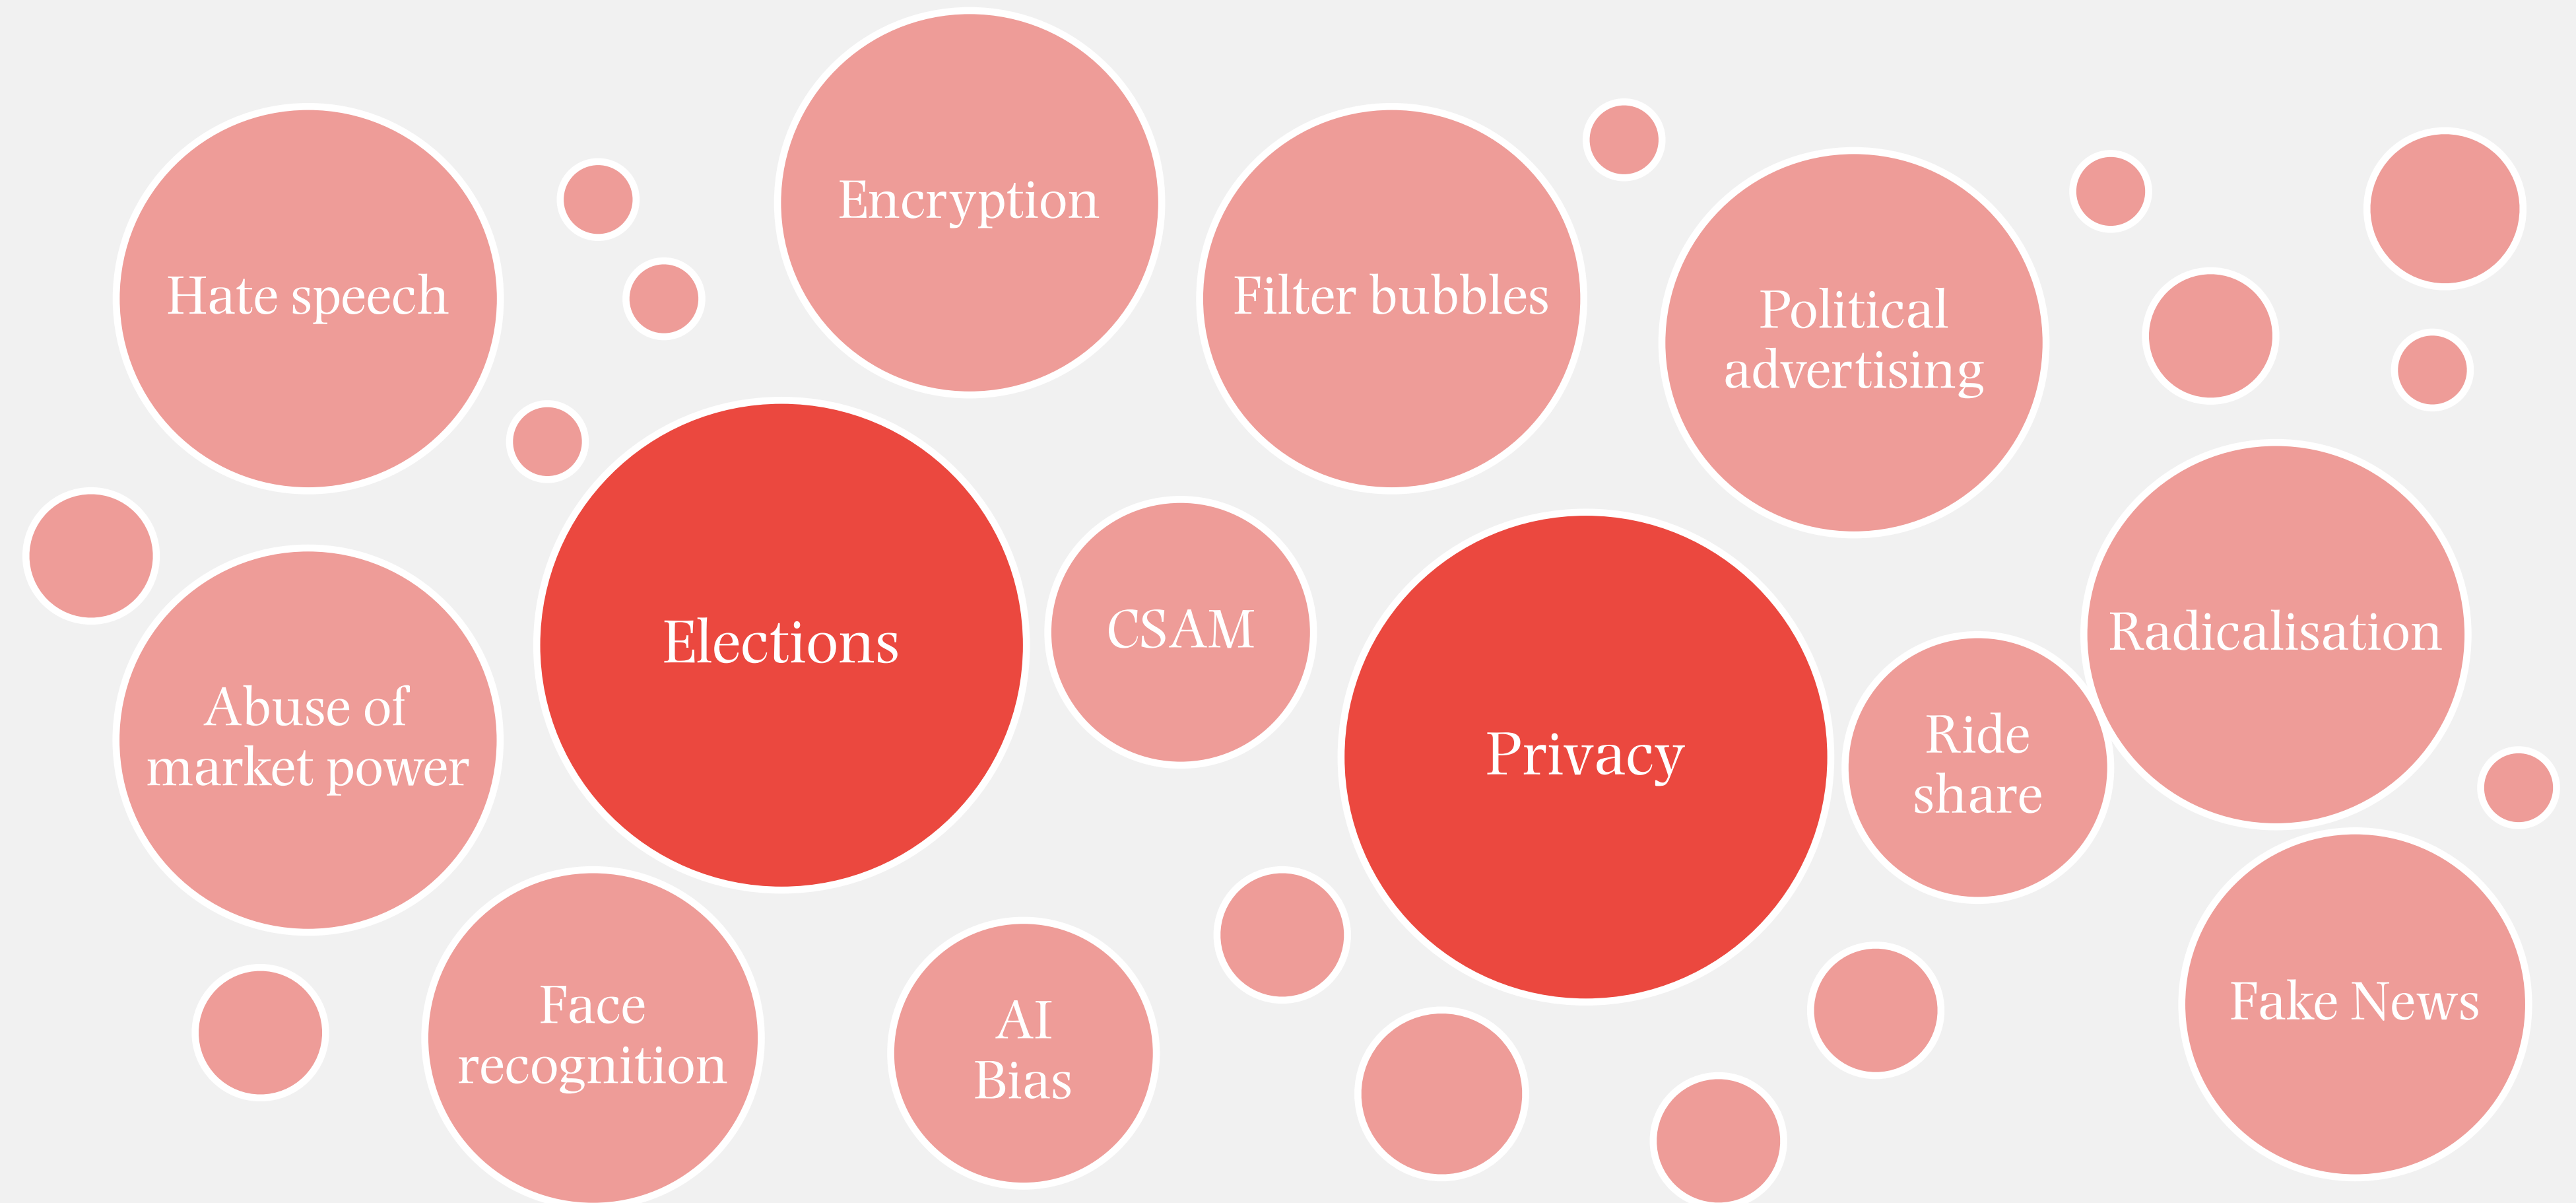 Encryption
Hate speech
Filter bubbles
Political
advertising
Elections
CSAM
Radicalisation
Abuse of
market power
Privacy
Ride
share
Face
recognition
AI
Bias
Fake News